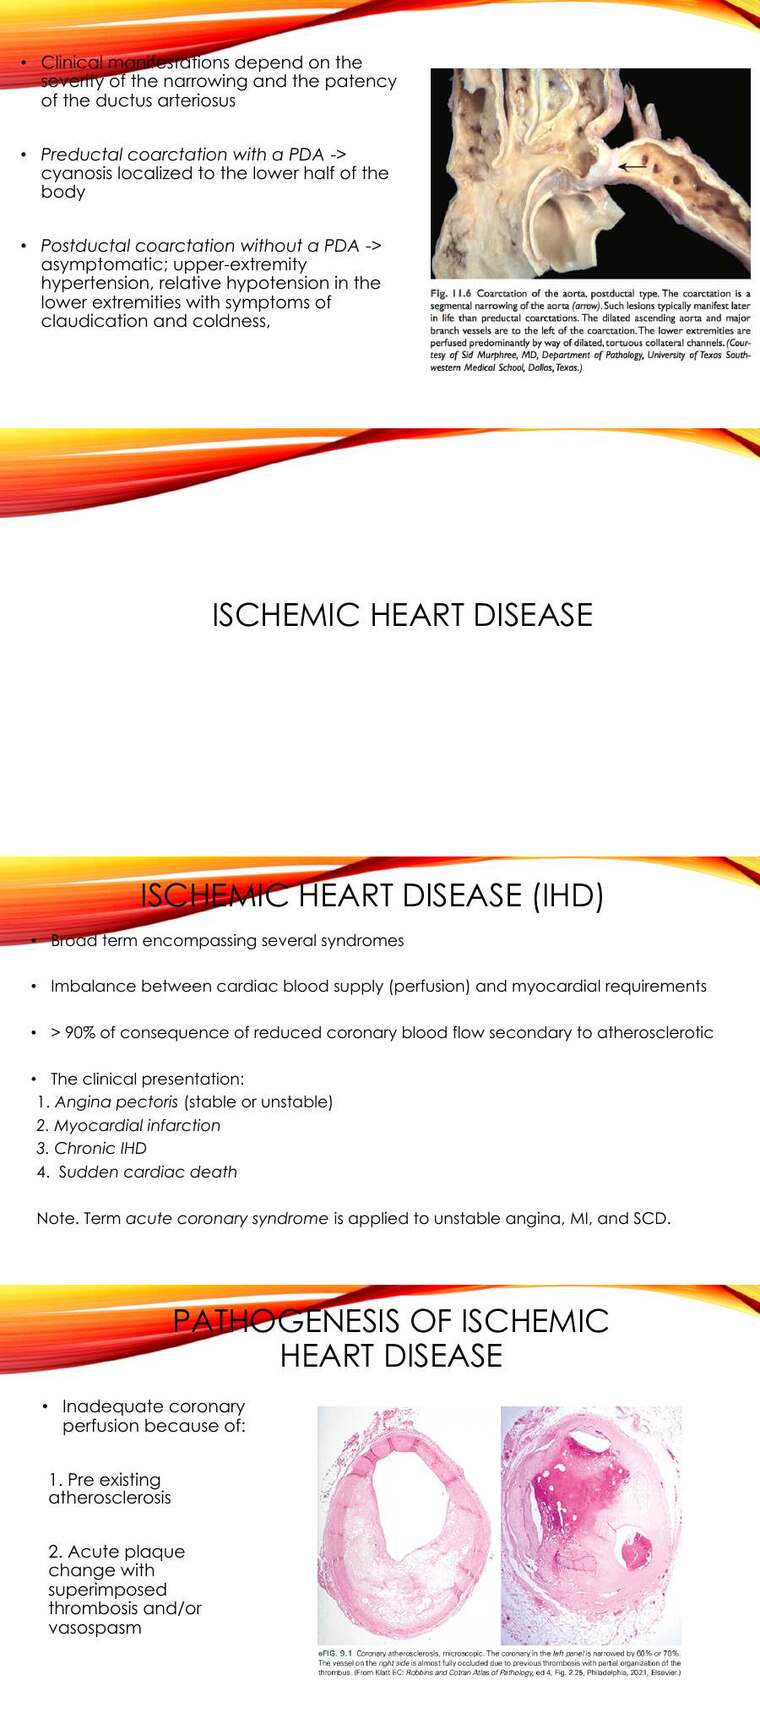 • Clinical manifestations depend on the
severity of the narrowing and the patency
of the ductus arteriosus
• Preductal coarctation with a PDA ->
cyanosis localized to the lower half of the
body
• Postductal coarctation without a PDA ->
asymptomatic; upper-extremity
hypertension, relative hypotension in the
lower extremities with symptoms of
claudication and coldness,
Fig. 11.6 Coarctation of the aorta, postductal type. The coarctation is a
segmental narrowing of the aorta (arrow). Such lesions typically manifest later
in life than preductal coarctations. The dilated ascending aorta and major
branch vessels are to the left of the coarctation. The lower extremities are
perfused predominantly by way of dilated, tortuous collateral channels. (Cour-
tesy of Sid Murphree, MD, Department of Pathology, University of Texas South-
western Medical School, Dallas, Texas.)
ISCHEMIC HEART DISEASE
ISCHEMIC HEART DISEASE (IHD)
• Broad term encompassing several syndromes
• Imbalance between cardiac blood supply (perfusion) and myocardial requirements
• > 90% of consequence of reduced coronary blood flow secondary to atherosclerotic
• The clinical presentation:
1. Angina pectoris (stable or unstable)
2. Myocardial infarction
3. Chronic IHD
4. Sudden cardiac death
Note. Term acute coronary syndrome is applied to unstable angina, MI, and SCD.
PATHOGENESIS OF ISCHEMIC
HEART DISEASE
• Inadequate coronary
perfusion because of:
1. Pre existing
atherosclerosis
2. Acute plaque
change with
superimposed
thrombosis and/or
vasospasm
eFIG. 9.1 Coronary atherosclerosis, microscopic. The coronary in the left panel is narrowed by 60% or 70%.
The vessel on the right side is almost fully occluded due to previous thrombosis with partial organization of the
thrombus. (From Klatt EC: Robbins and Cotran Atlas of Pathology, ed 4, Fig. 2.25, Philadelphia, 2021, Elsevier.)